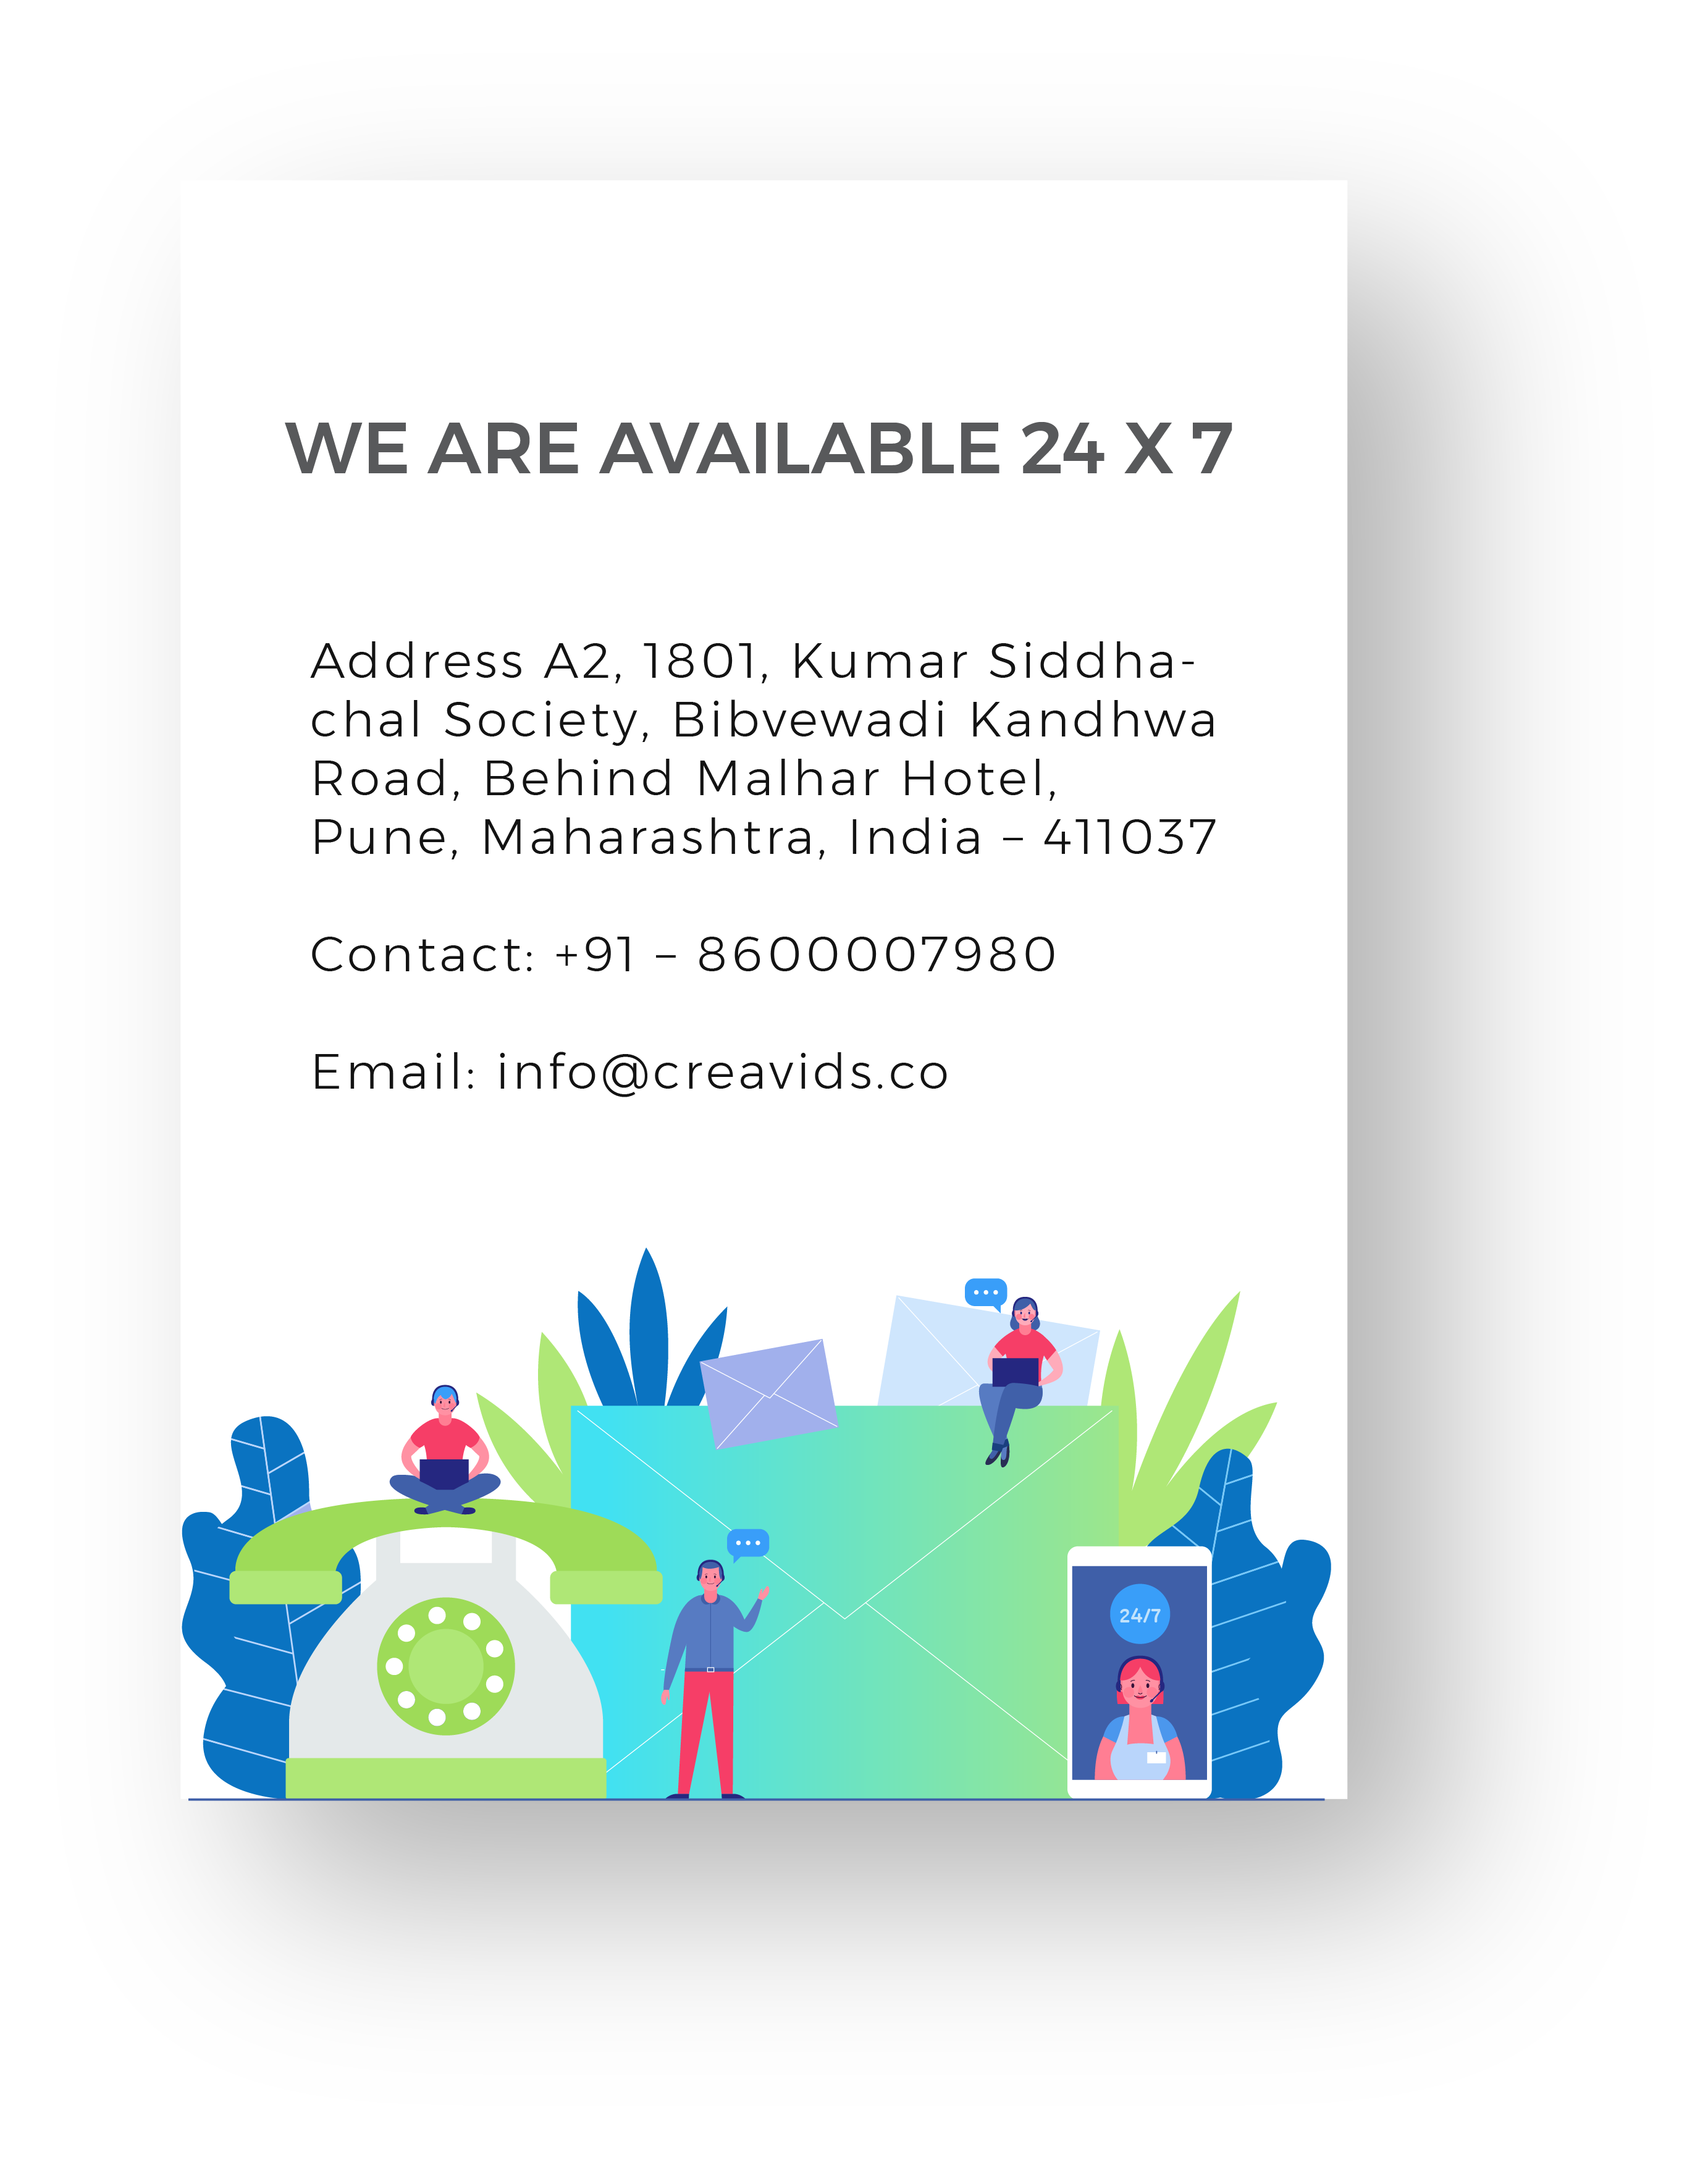 WE ARE AVAILABLE 24 X 7
Address A2, 1801, Kumar Siddha-
chal Society, Bibvewadi Kandhwa
Road, Behind Malhar Hotel,
Pune, Maharashtra, India – 411037
Contact: +91 – 8600007980
Email: info@creavids.co
24/7